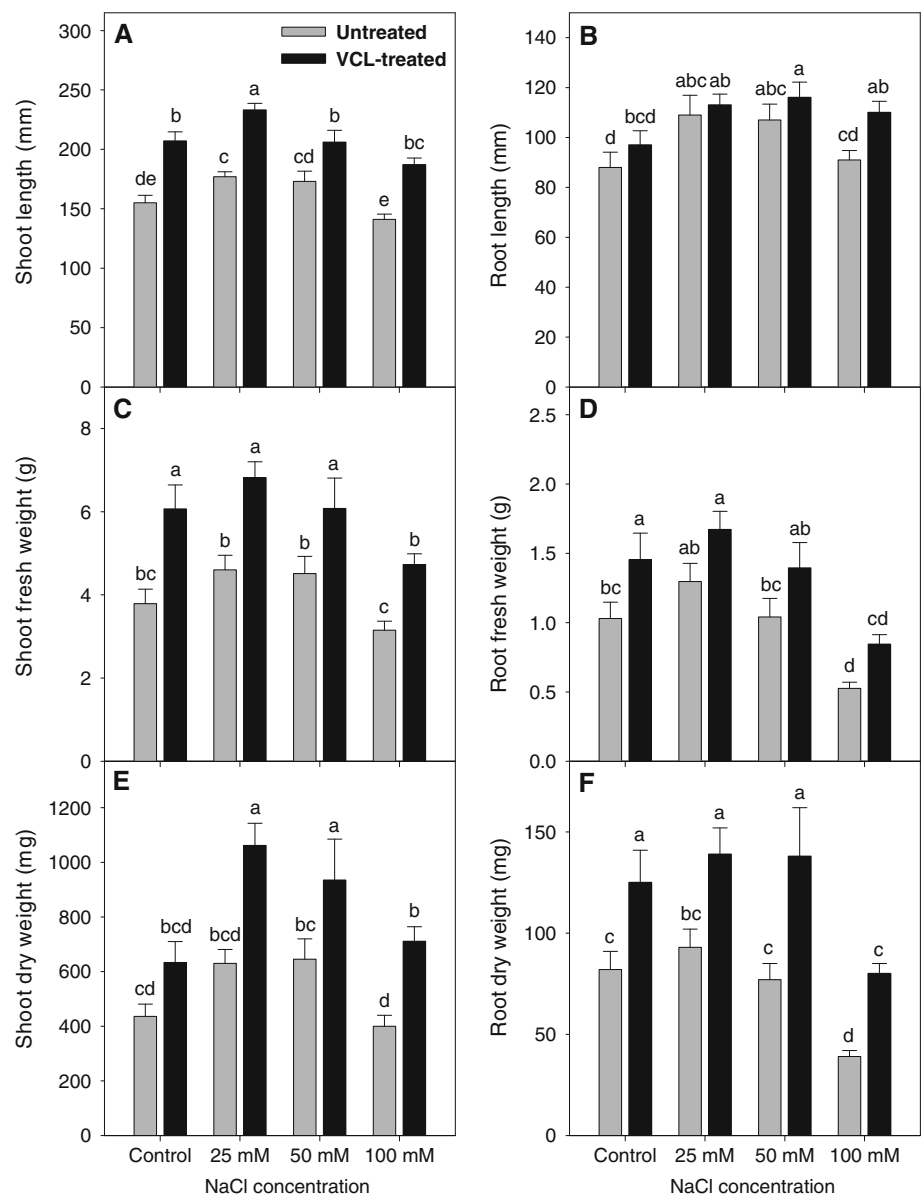 A
Untreated
VCL-treated
Shoot length (mm)
300
250
200
150
100
50
0
de
b
c
a
cd
b
e
bc
B
Root length (mm)
140
120
100
80
60
40
20
0
d
bcd
abc
ab
abc
a
cd
ab
C
Shoot fresh weight (g)
8
6
4
2
0
bc
a
b
a
b
a
c
b
D
Root fresh weight (g)
2.5
2.0
1.5
1.0
0.5
0.0
bc
a
ab
a
bc
ab
d
cd
E
Shoot dry weight (mg)
1200
1000
800
600
400
200
0
cd
bcd
bcd
a
bc
a
d
b
Control
25 mM
50 mM
100 mM
NaCl concentration
F
Root dry weight (mg)
150
100
50
0
c
a
bc
a
c
a
d
c
Control
25 mM
50 mM
100 mM
NaCl concentration